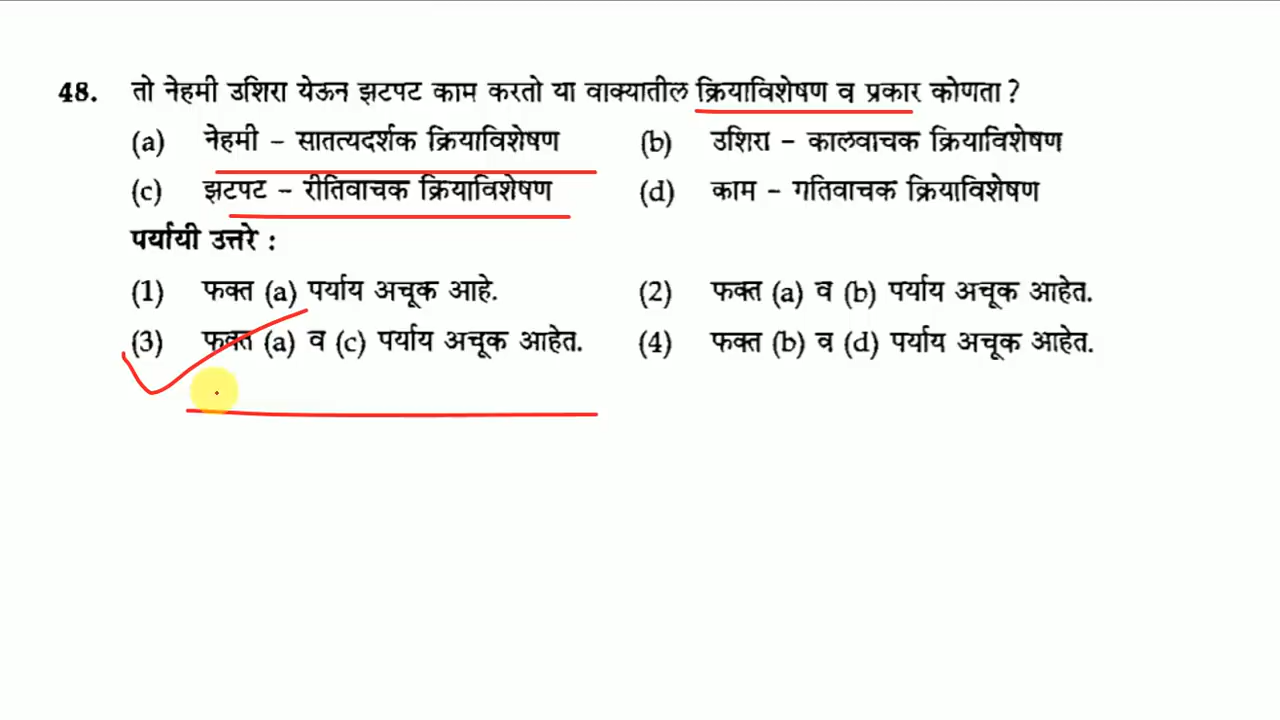 48. तो नेहमी उशिरा येऊन झटपट काम करतो या वाक्यातील क्रियाविशेषण व प्रकार कोणता ?
(a) नेहमी – सातत्यदर्शक क्रियाविशेषण (b) उशिरा – कालवाचक क्रियाविशेषण
(c) झटपट – रीतिवाचक क्रियाविशेषण (d) काम – गतिवाचक क्रियाविशेषण
पर्यायी उत्तरे :
(1) फक्त (a) पर्याय अचूक आहे. (2) फक्त (a) व (b) पर्याय अचूक आहेत.
(3) फक्त (a) व (c) पर्याय अचूक आहेत. (4) फक्त (b) व (d) पर्याय अचूक आहेत.